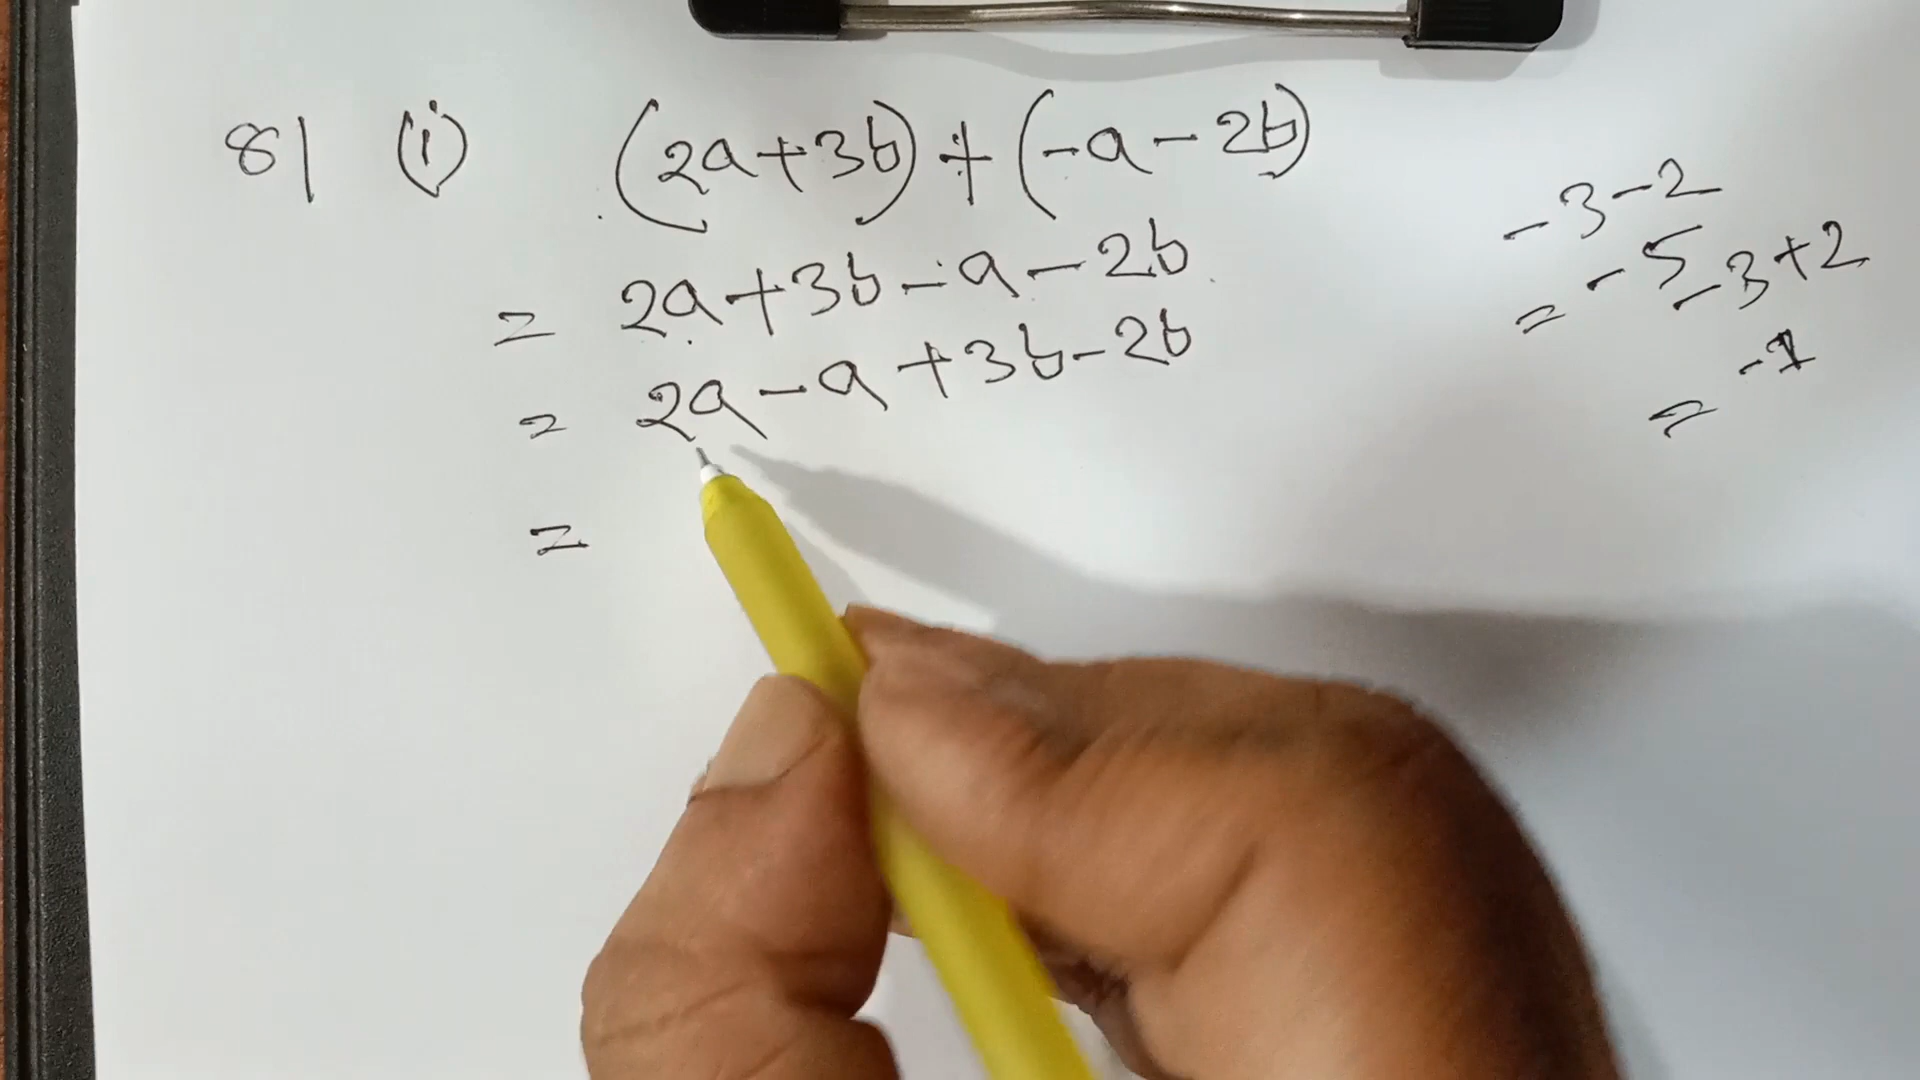 8| (i) (2a+3b)+(-a-2b)
= 2a+3b-a-2b
= 2a-a+3b-2b
=
-3-2
= -5
-3+2
= -1